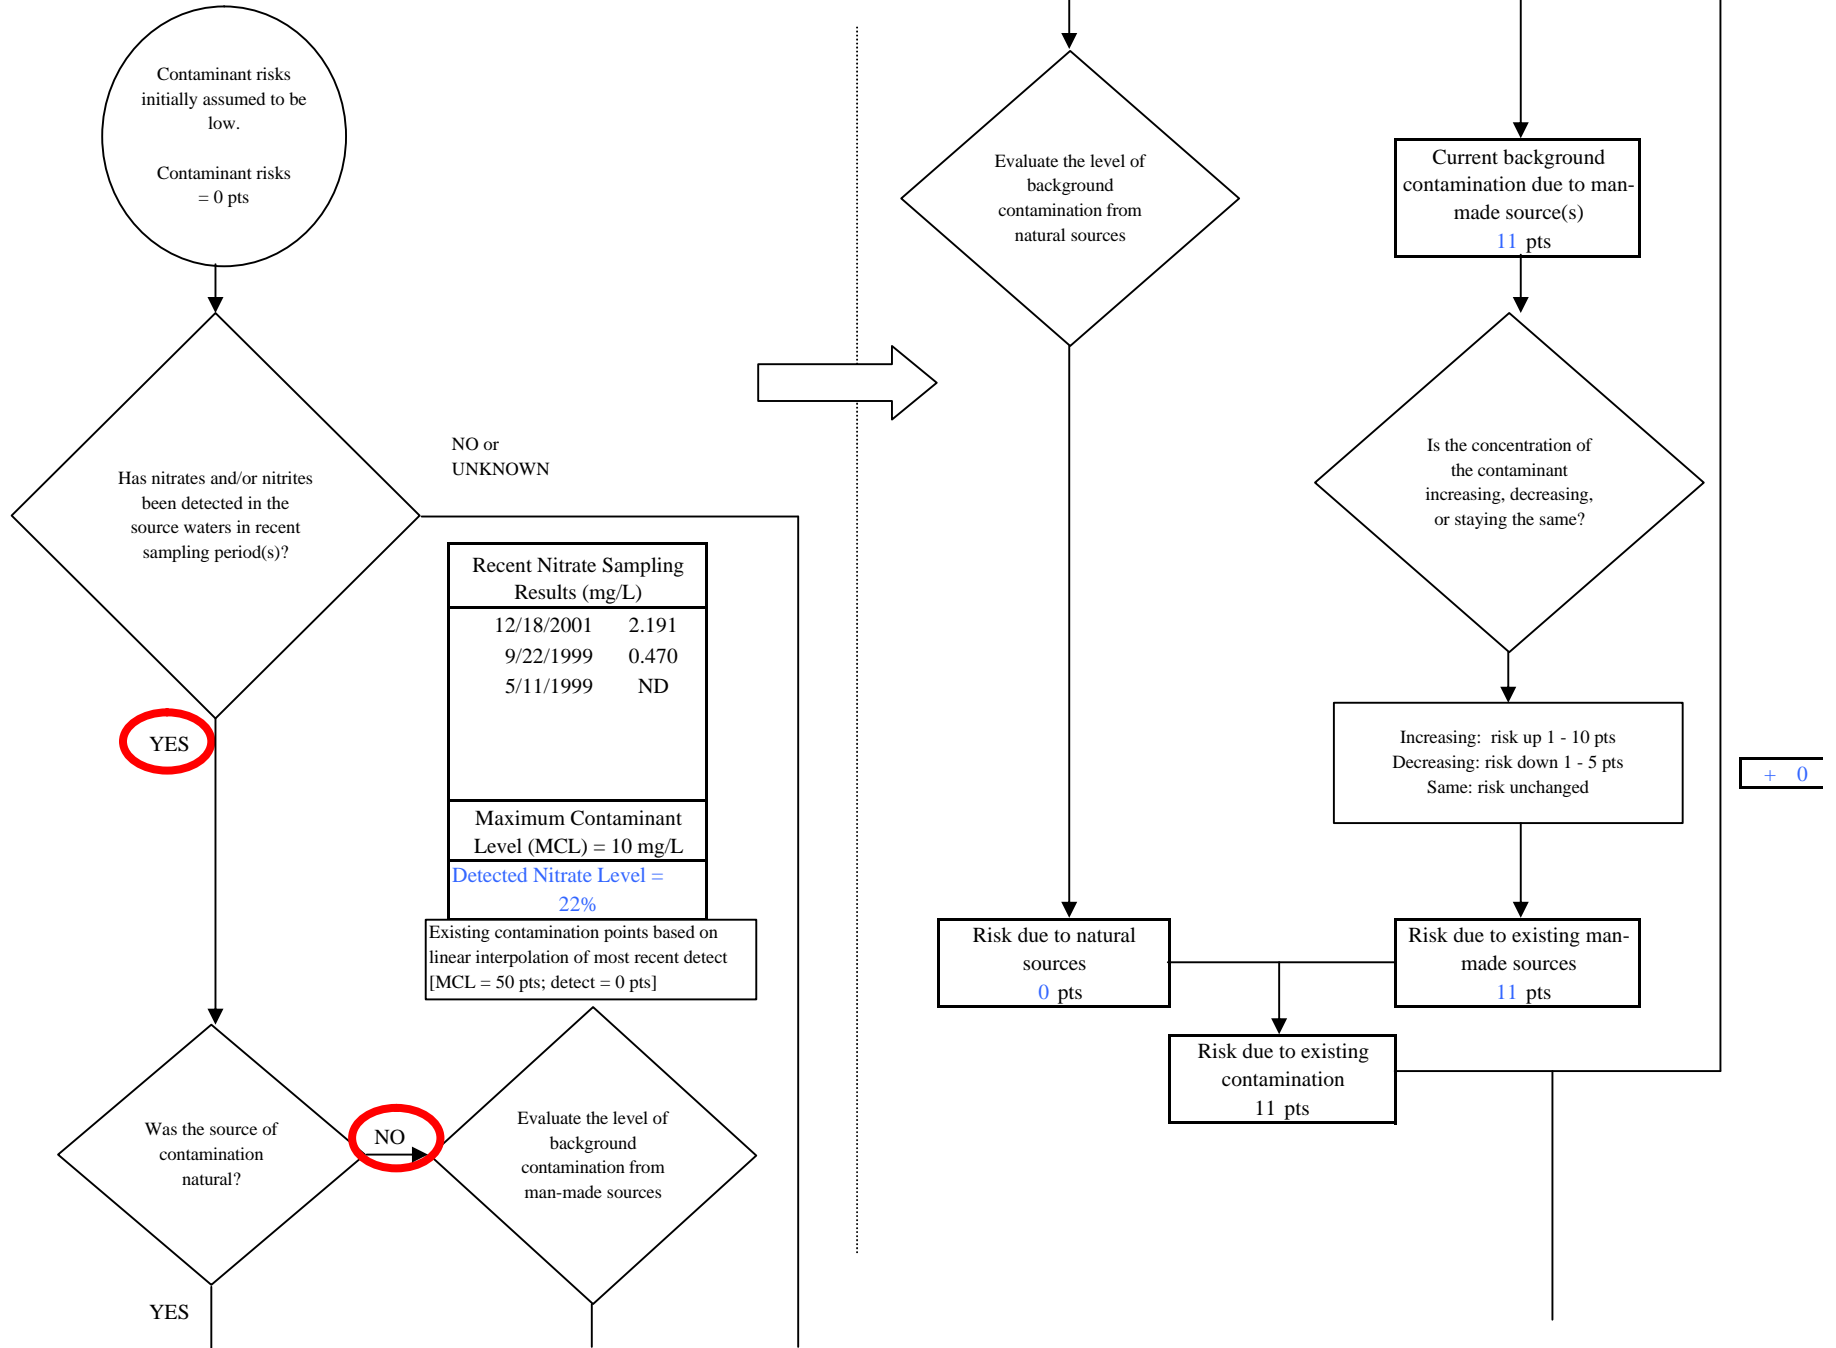 Contaminant risks
initially assumed to be
low.
Contaminant risks
= 0 pts
Has nitrates and/or nitrites
been detected in the
source waters in recent
sampling period(s)?
NO or
UNKNOWN
YES
Recent Nitrate Sampling
Results (mg/L)
12/18/2001 2.191
9/22/1999 0.470
5/11/1999 ND
Maximum Contaminant
Level (MCL) = 10 mg/L
Detected Nitrate Level =
22%
Existing contamination points based on
linear interpolation of most recent detect
[MCL = 50 pts; detect = 0 pts]
Was the source of
contamination
natural?
NO
Evaluate the level of
background
contamination from
man-made sources
YES
Evaluate the level of
background
contamination from
natural sources
Current background
contamination due to man-
made source(s)
11 pts
Is the concentration of
the contaminant
increasing, decreasing,
or staying the same?
Increasing: risk up 1 - 10 pts
Decreasing: risk down 1 - 5 pts
Same: risk unchanged
+ 0
Risk due to natural
sources
0 pts
Risk due to existing man-
made sources
11 pts
Risk due to existing
contamination
11 pts